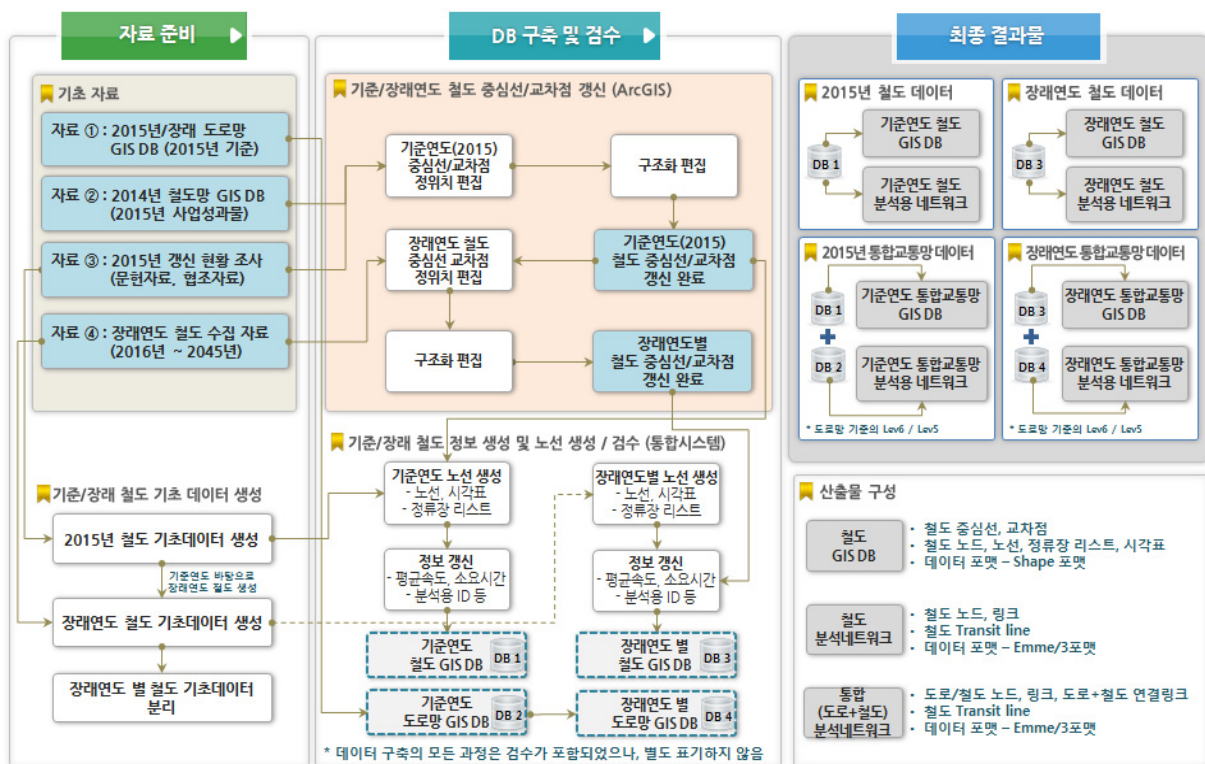 자료 준비
기초 자료
자료 ① : 2015년/장래 도로망
GIS DB (2015년 기준)
자료 ② : 2014년 철도망 GIS DB
(2015년 사업성과물)
자료 ③ : 2015년 갱신 현황 조사
(문헌자료, 협조자료)
자료 ④ : 장래연도 철도 수집 자료
(2016년 ~ 2045년)
기준/장래 철도 기초 데이터 생성
2015년 철도 기초데이터 생성
기준연도 바탕으로
장래연도 철도 생성
장래연도 철도 기초데이터 생성
장래연도 별 철도 기초데이터
분리
DB 구축 및 검수
기준/장래연도 철도 중심선/교차점 갱신 (ArcGIS)
기준연도(2015)
중심선/교차점
정위치 편집
구조화 편집
장래연도 철도
중심선 교차점
정위치 편집
기준연도(2015)
철도 중심선/교차점
갱신 완료
구조화 편집
장래연도별
철도 중심선/교차점
갱신 완료
기준/장래 철도 정보 생성 및 노선 생성 / 검수 (통합시스템)
기준연도 노선 생성
- 노선, 시각표
- 정류장 리스트
장래연도별 노선 생성
- 노선, 시각표
- 정류장 리스트
정보 갱신
- 평균속도, 소요시간
- 분석용 ID 등
정보 갱신
- 평균속도, 소요시간
- 분석용 ID 등
기준연도
철도 GIS DB
DB 1
장래연도 별
철도 GIS DB
DB 3
기준연도
도로망 GIS DB
DB 2
장래연도 별
도로망 GIS DB
DB 4
* 데이터 구축의 모든 과정은 검수가 포함되었으나, 별도 표기하지 않음
최종 결과물
2015년 철도 데이터
DB 1
기준연도 철도
GIS DB
기준연도 철도
분석용 네트워크
장래연도 철도 데이터
DB 3
장래연도 철도
GIS DB
장래연도 철도
분석용 네트워크
2015년 통합교통망 데이터
DB 1
기준연도 통합교통망
GIS DB
DB 2
기준연도 통합교통망
분석용 네트워크
* 도로망 기준의 Lev6 / Lev5
장래연도 통합교통망 데이터
DB 3
장래연도 통합교통망
GIS DB
DB 4
장래연도 통합교통망
분석용 네트워크
* 도로망 기준의 Lev6 / Lev5
산출물 구성
철도
GIS DB
• 철도 중심선, 교차점
• 철도 노드, 노선, 정류장 리스트, 시각표
• 데이터 포맷 – Shape 포맷
철도
분석네트워크
• 철도 노드, 링크
• 철도 Transit line
• 데이터 포맷 – Emme/3포맷
통합
(도로+철도)
분석네트워크
• 도로/철도 노드, 링크, 도로+철도 연결링크
• 철도 Transit line
• 데이터 포맷 – Emme/3포맷